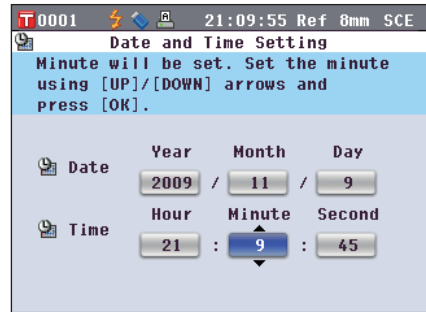 T0001 A 21:09:55 Ref 8mm SCE
Date and Time Setting
Minute will be set. Set the minute
using [UP]/[DOWN] arrows and
press [OK].
Year Month Day
Date 2009 / 11 / 9
Hour Minute Second
Time 21 : 9 : 45